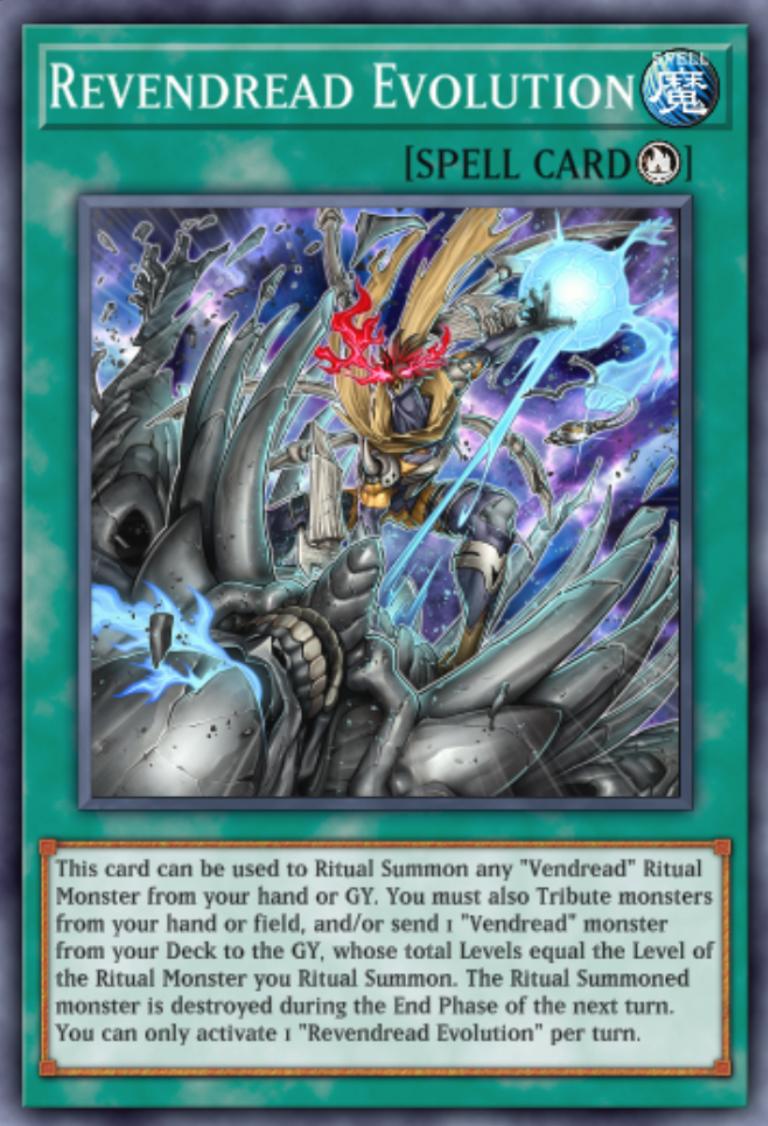 REVENDREAD EVOLUTION
SPELL
魔
[SPELL CARD]
This card can be used to Ritual Summon any "Vendread" Ritual
Monster from your hand or GY. You must also Tribute monsters
from your hand or field, and/or send 1 "Vendread" monster
from your Deck to the GY, whose total Levels equal the Level of
the Ritual Monster you Ritual Summon. The Ritual Summoned
monster is destroyed during the End Phase of the next turn.
You can only activate 1 "Revendread Evolution" per turn.